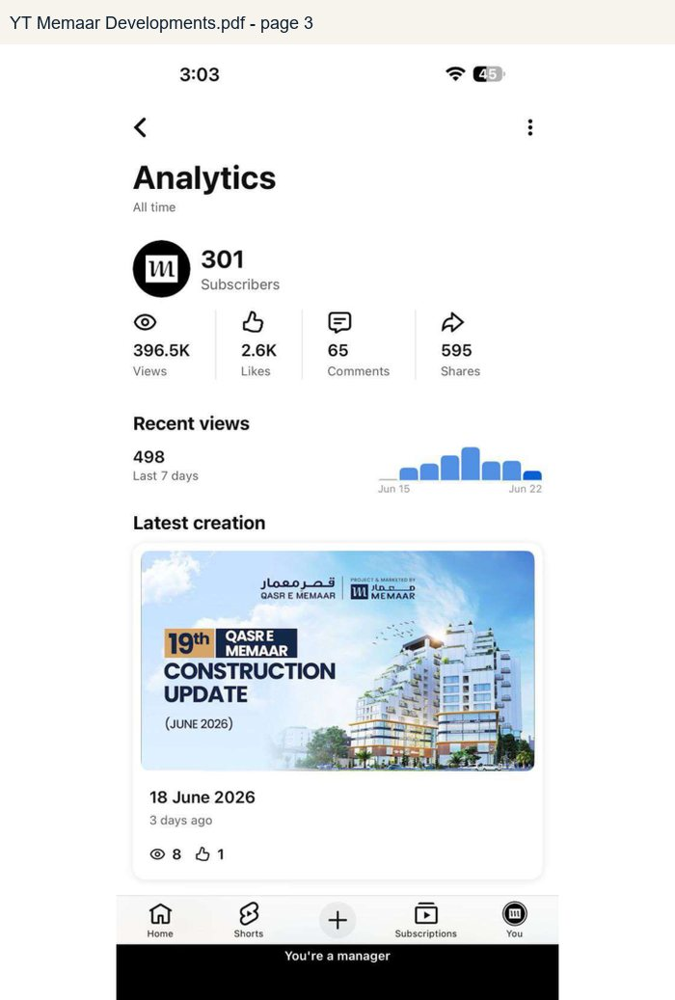 YT Memaar Developments.pdf - page 3
3:03
45
Analytics
All time
m
301
Subscribers
396.5K
Views
2.6K
Likes
65
Comments
595
Shares
Recent views
498
Last 7 days
Jun 15
Jun 22
Latest creation
قصر معمار
QASR E MEMAAR
PROJECT & MARKETED BY
m معمار
MEMAAR
19th QASR E MEMAAR
CONSTRUCTION
UPDATE
(JUNE 2026)
18 June 2026
3 days ago
8
1
Home
Shorts
Subscriptions
m
You
You're a manager